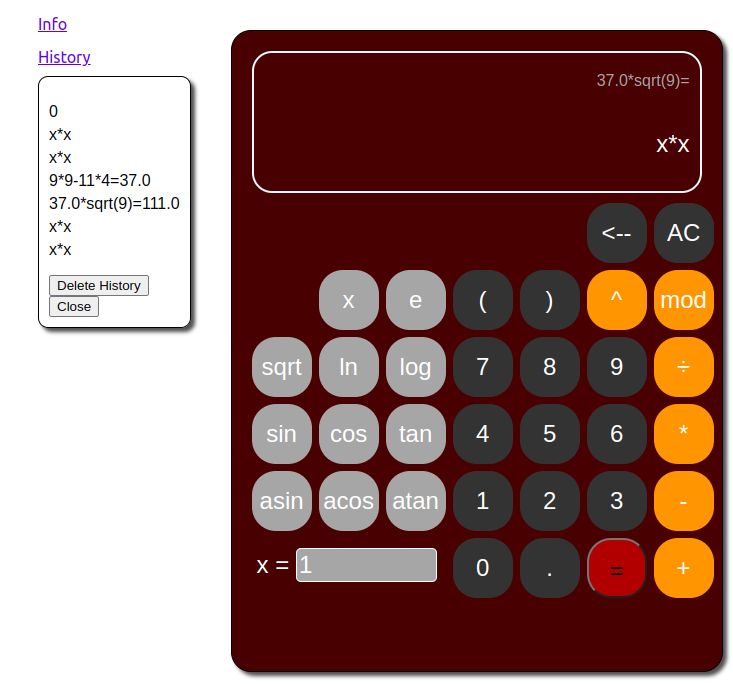 Info
History
0
x*x
x*x
9*9-11*4=37.0
37.0*sqrt(9)=111.0
x*x
x*x
Delete History
Close
37.0*sqrt(9)=
x*x
<-- AC
x e ( ) ^ mod
sqrt ln log 7 8 9 ÷
sin cos tan 4 5 6 *
asin acos atan 1 2 3 -
x = 1 0 . = +